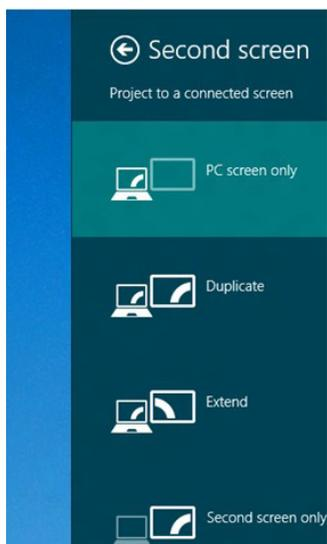 Second screen
Project to a connected screen
PC screen only
Duplicate
Extend
Second screen only